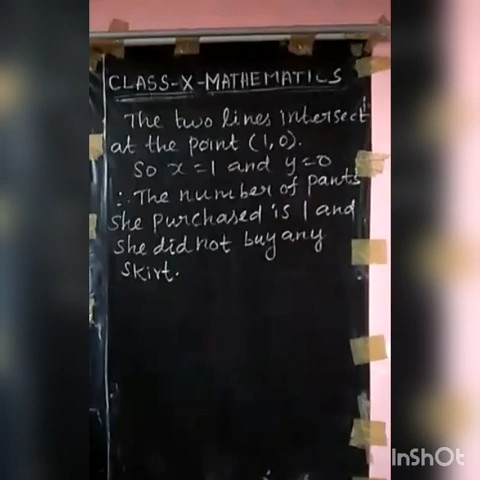 CLASS-X-MATHEMATICS
The two lines intersect
at the point (1,0).
So x=1 and y=0
∴ The number of pants
she purchased is 1 and
she did not buy any
skirt.
InShOt